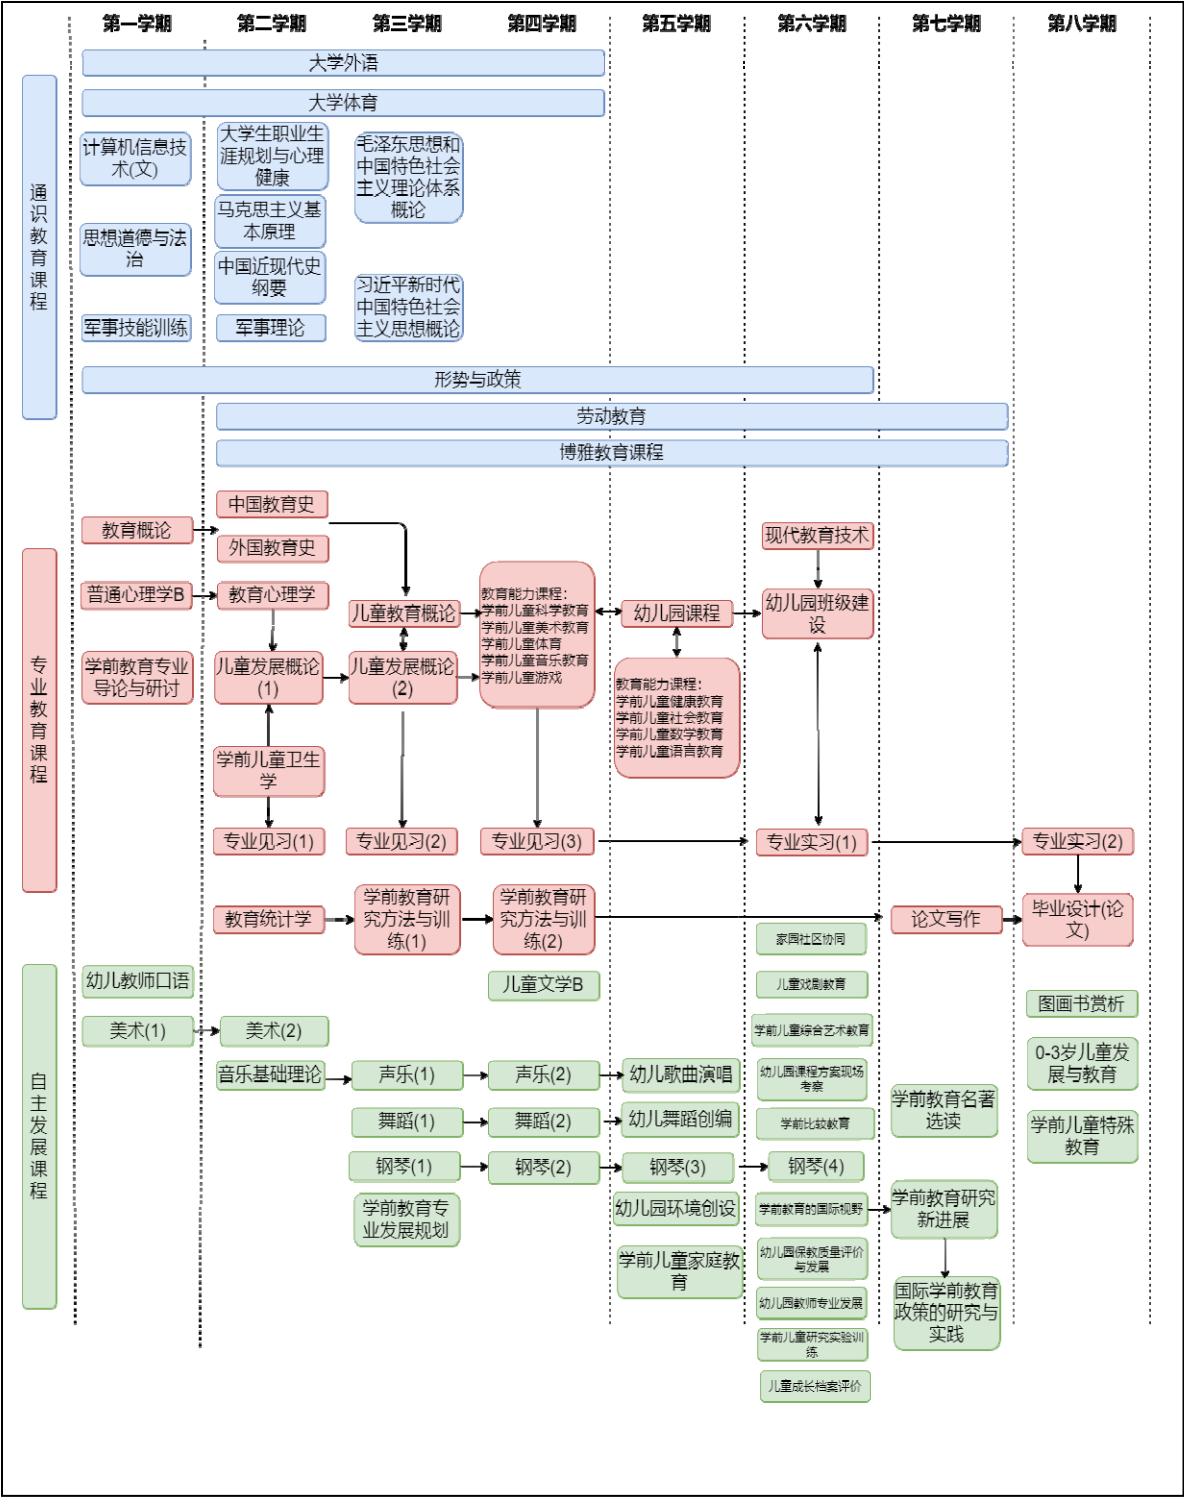 第一学期
第二学期
第三学期
第四学期
第五学期
第六学期
第七学期
第八学期
通识教育课程
大学外语
大学体育
计算机信息技
术(文)
思想道德与法
治
军事技能训练
大学生职业生
涯规划与心理
健康
马克思主义基
本原理
中国近现代史
纲要
军事理论
毛泽东思想和
中国特色社会
主义理论体系
概论
习近平新时代
中国特色社会
主义思想概论
形势与政策
劳动教育
博雅教育课程
专业教育课程
教育概论
普通心理学B
学前教育专业
导论与研讨
中国教育史
外国教育史
教育心理学
儿童发展概论
(1)
学前儿童卫生
学
专业见习(1)
教育统计学
儿童教育概论
儿童发展概论
(2)
专业见习(2)
学前教育研
究方法与训
练(1)
教育能力课程：
学前儿童科学教育
学前儿童美术教育
学前儿童体育
学前儿童音乐教育
学前儿童游戏
专业见习(3)
学前教育研
究方法与训
练(2)
幼儿园课程
教育能力课程：
学前儿童健康教育
学前儿童社会教育
学前儿童数学教育
学前儿童语言教育
现代教育技术
幼儿园班级建
设
专业实习(1)
论文写作
专业实习(2)
毕业设计(论
文)
自主发展课程
幼儿教师口语
美术(1)
美术(2)
音乐基础理论
声乐(1)
舞蹈(1)
钢琴(1)
学前教育专
业发展规划
儿童文学B
声乐(2)
舞蹈(2)
钢琴(2)
幼儿歌曲演唱
幼儿舞蹈创编
钢琴(3)
幼儿园环境创设
学前儿童家庭教
育
家园社区协同
儿童戏剧教育
学前儿童综合艺术教育
幼儿园课程方案现场
考察
学前比较教育
钢琴(4)
学前教育的国际视野
幼儿园保教质量评价
与发展
幼儿园教师专业发展
学前儿童研究实验训
练
儿童成长档案评价
学前教育名著
选读
学前教育研究
新进展
国际学前教育
政策的研究与
实践
图画书赏析
0-3岁儿童发
展与教育
学前儿童特殊
教育